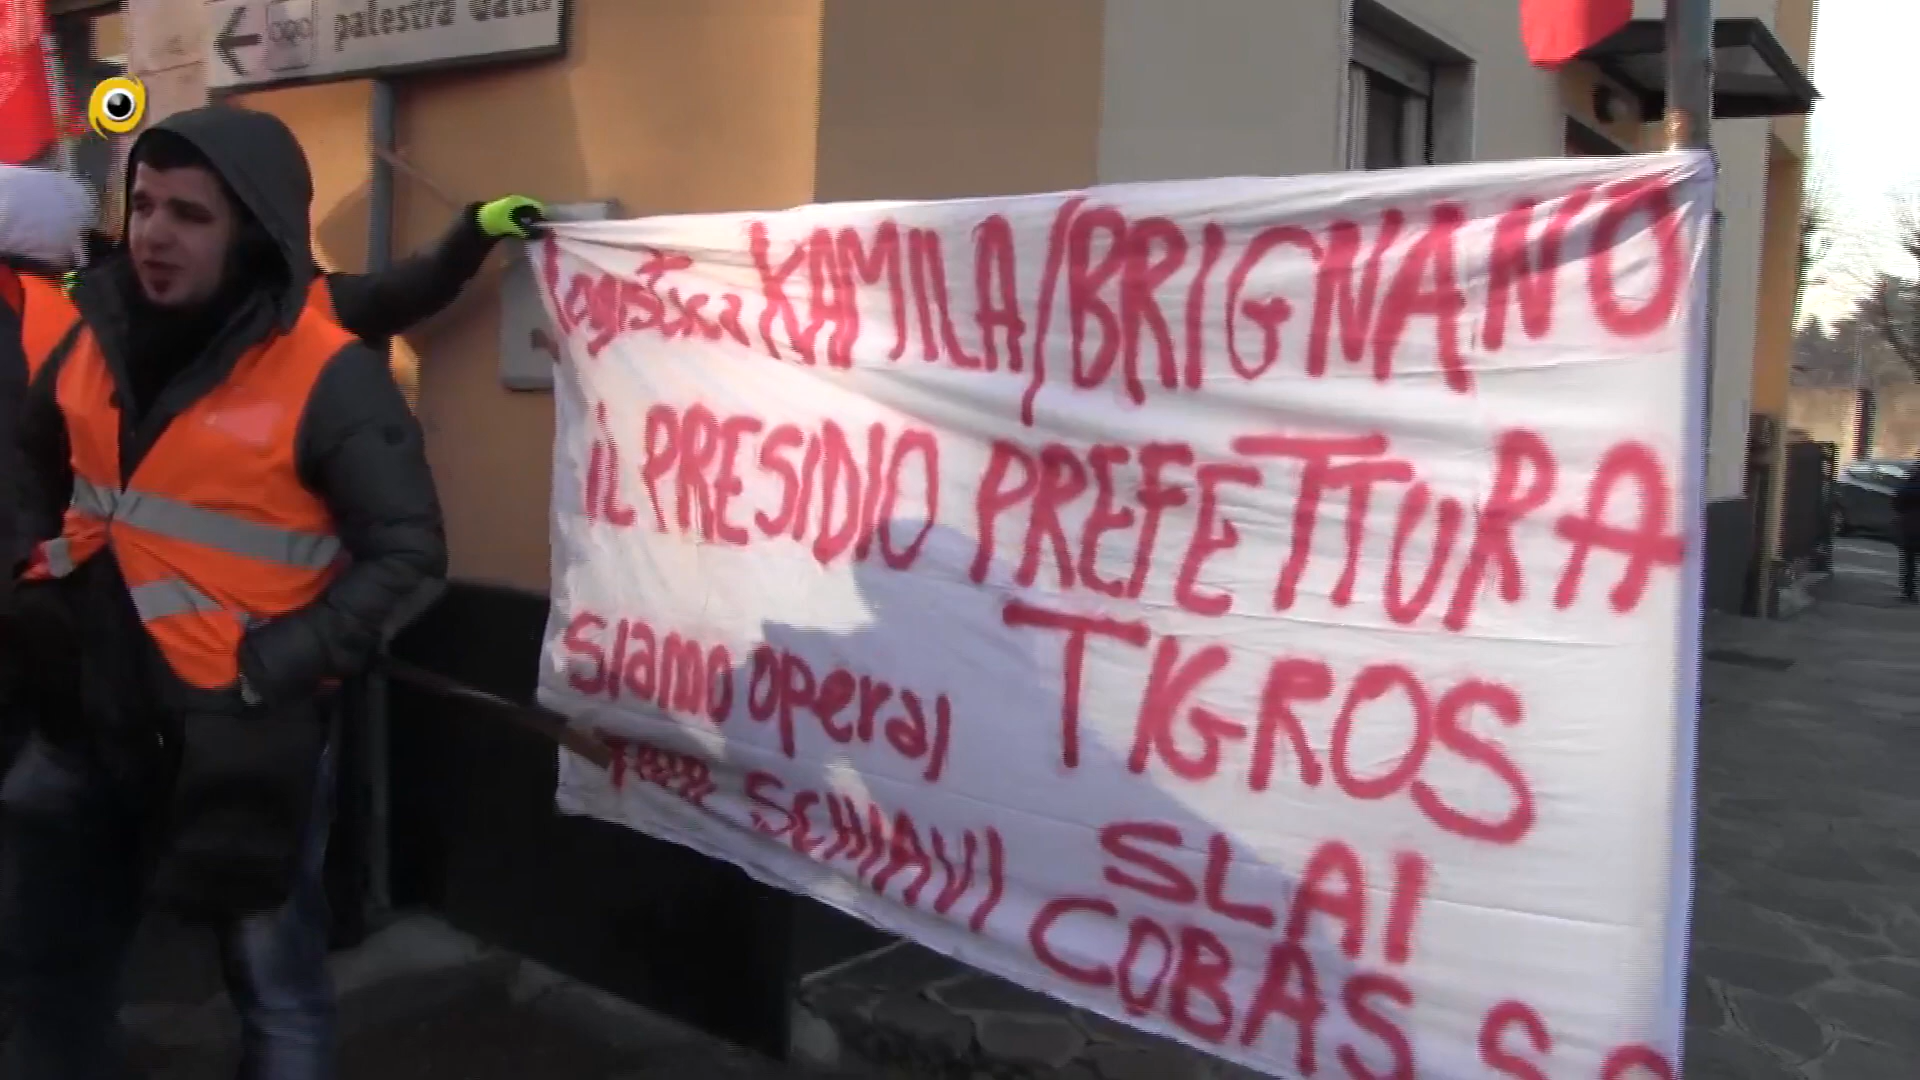 palestra
logistica KAMILA/BRIGNANO
IL PRESIDIO PREFETTURA
SIAMO operai TIGROS
SCHIAVI SLAI
COBAS